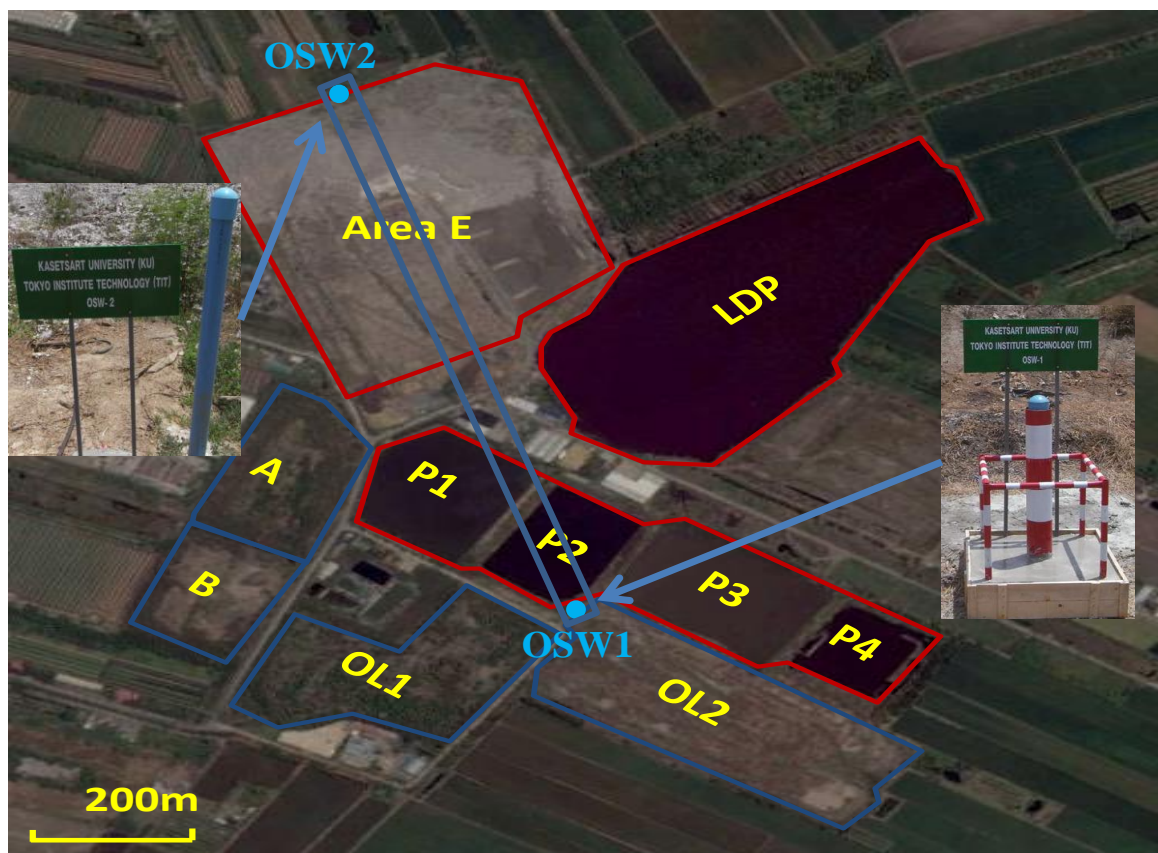 OSW2
Area E
LDP
KASETSART UNIVERSITY (KU)
TOKYO INSTITUTE TECHNOLOGY (TIT)
OSW- 2
KASETSART UNIVERSITY (KU)
TOKYO INSTITUTE TECHNOLOGY (TIT)
OSW-1
A
P1
P2
B
P3
OSW1
P4
OL1
OL2
200m